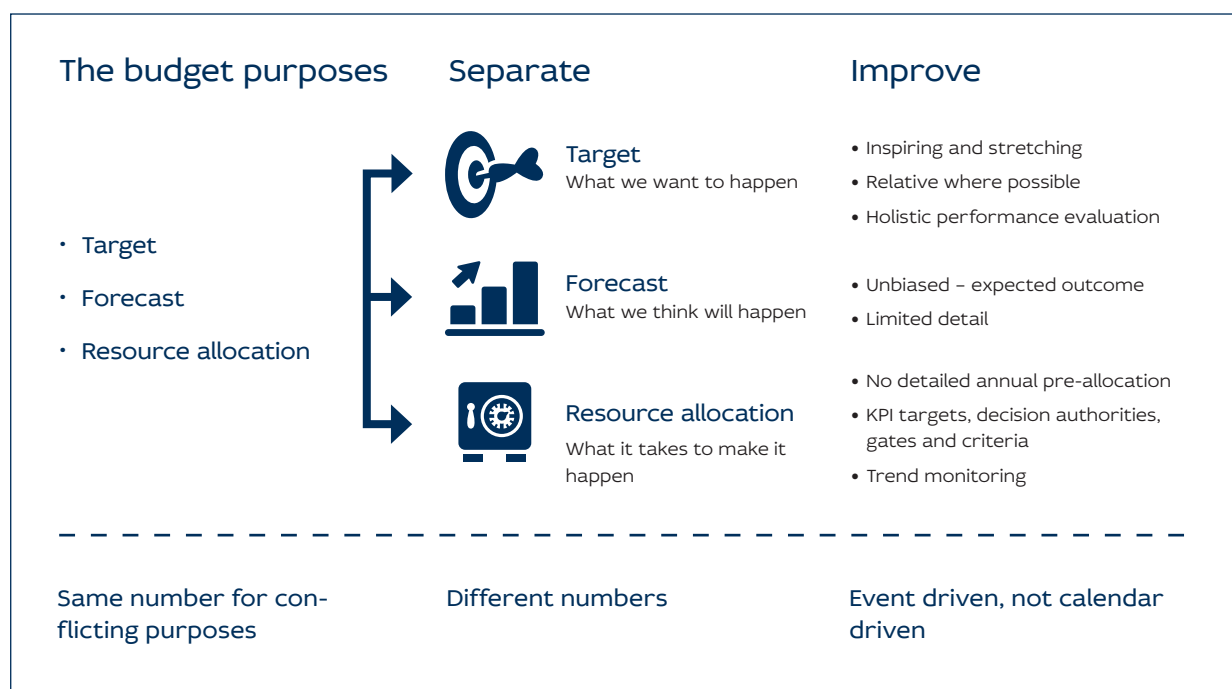 The budget purposes
Separate
Improve
• Target
• Forecast
• Resource allocation
Target
What we want to happen
Forecast
What we think will happen
Resource allocation
What it takes to make it
happen
• Inspiring and stretching
• Relative where possible
• Holistic performance evaluation
• Unbiased – expected outcome
• Limited detail
• No detailed annual pre-allocation
• KPI targets, decision authorities,
gates and criteria
• Trend monitoring
Same number for con-
flicting purposes
Different numbers
Event driven, not calendar
driven